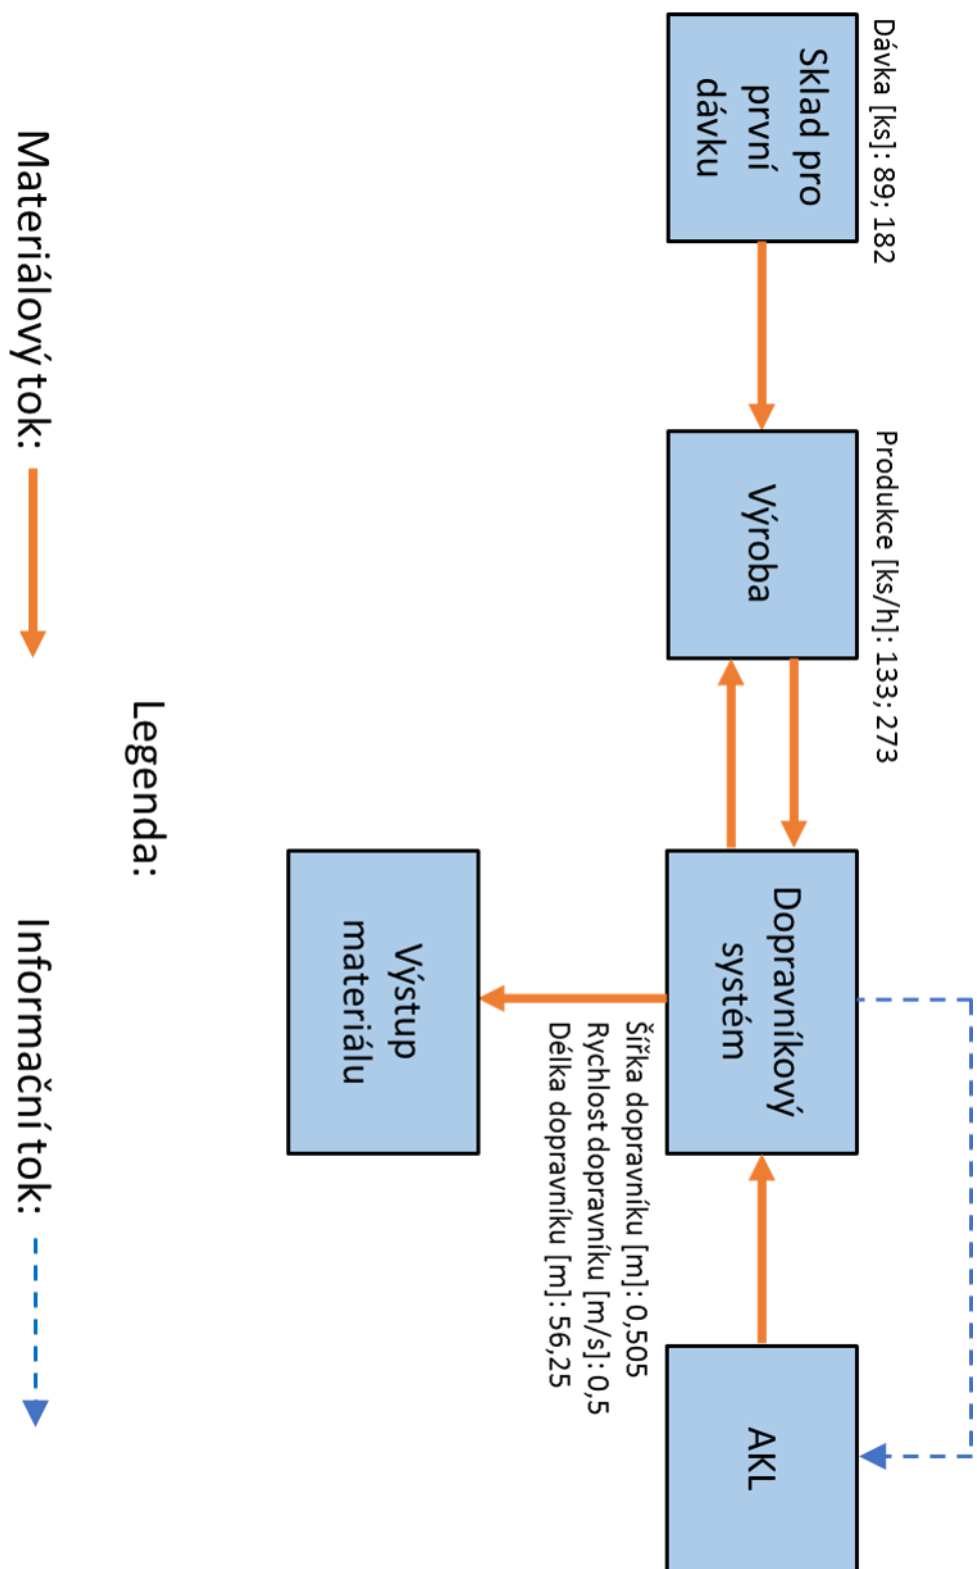 Dávka [ks]: 89; 182
Sklad pro
první
dávku
Produkce [ks/h]: 133; 273
Výroba
Dopravníkový
systém
AKL
Šířka dopravníku [m]: 0,505
Rychlost dopravníku [m/s]: 0,5
Délka dopravníku [m]: 56,25
Výstup
materiálu
Legenda:
Materiálový tok:
Informační tok: